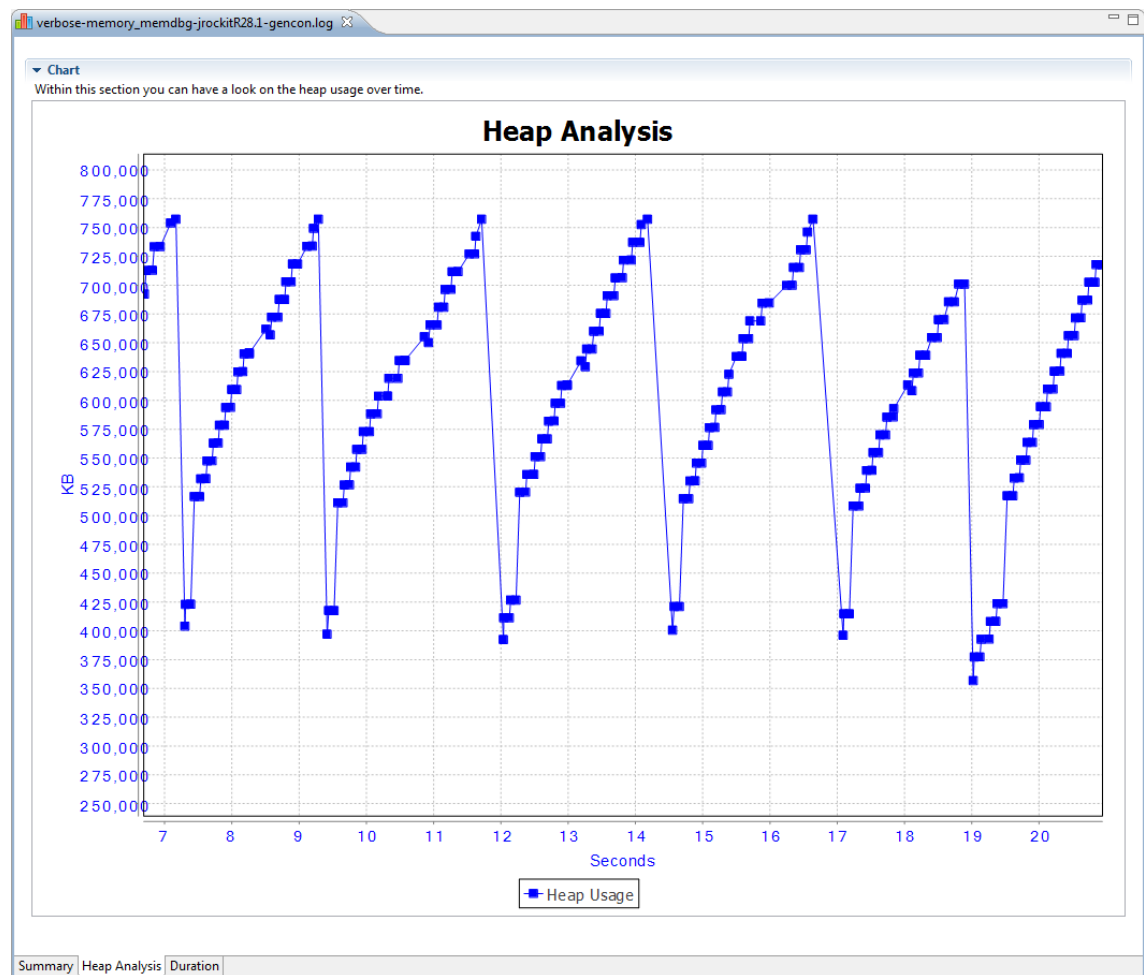 verbose-memory_memdbg-jrockitR28.1-gencon.log
Chart
Within this section you can have a look on the heap usage over time.
Heap Analysis
800,000
775,000
750,000
725,000
700,000
675,000
650,000
625,000
600,000
575,000
550,000
525,000
500,000
475,000
450,000
425,000
400,000
375,000
350,000
325,000
300,000
275,000
250,000
KB
7 8 9 10 11 12 13 14 15 16 17 18 19 20
Seconds
Heap Usage
Summary Heap Analysis Duration